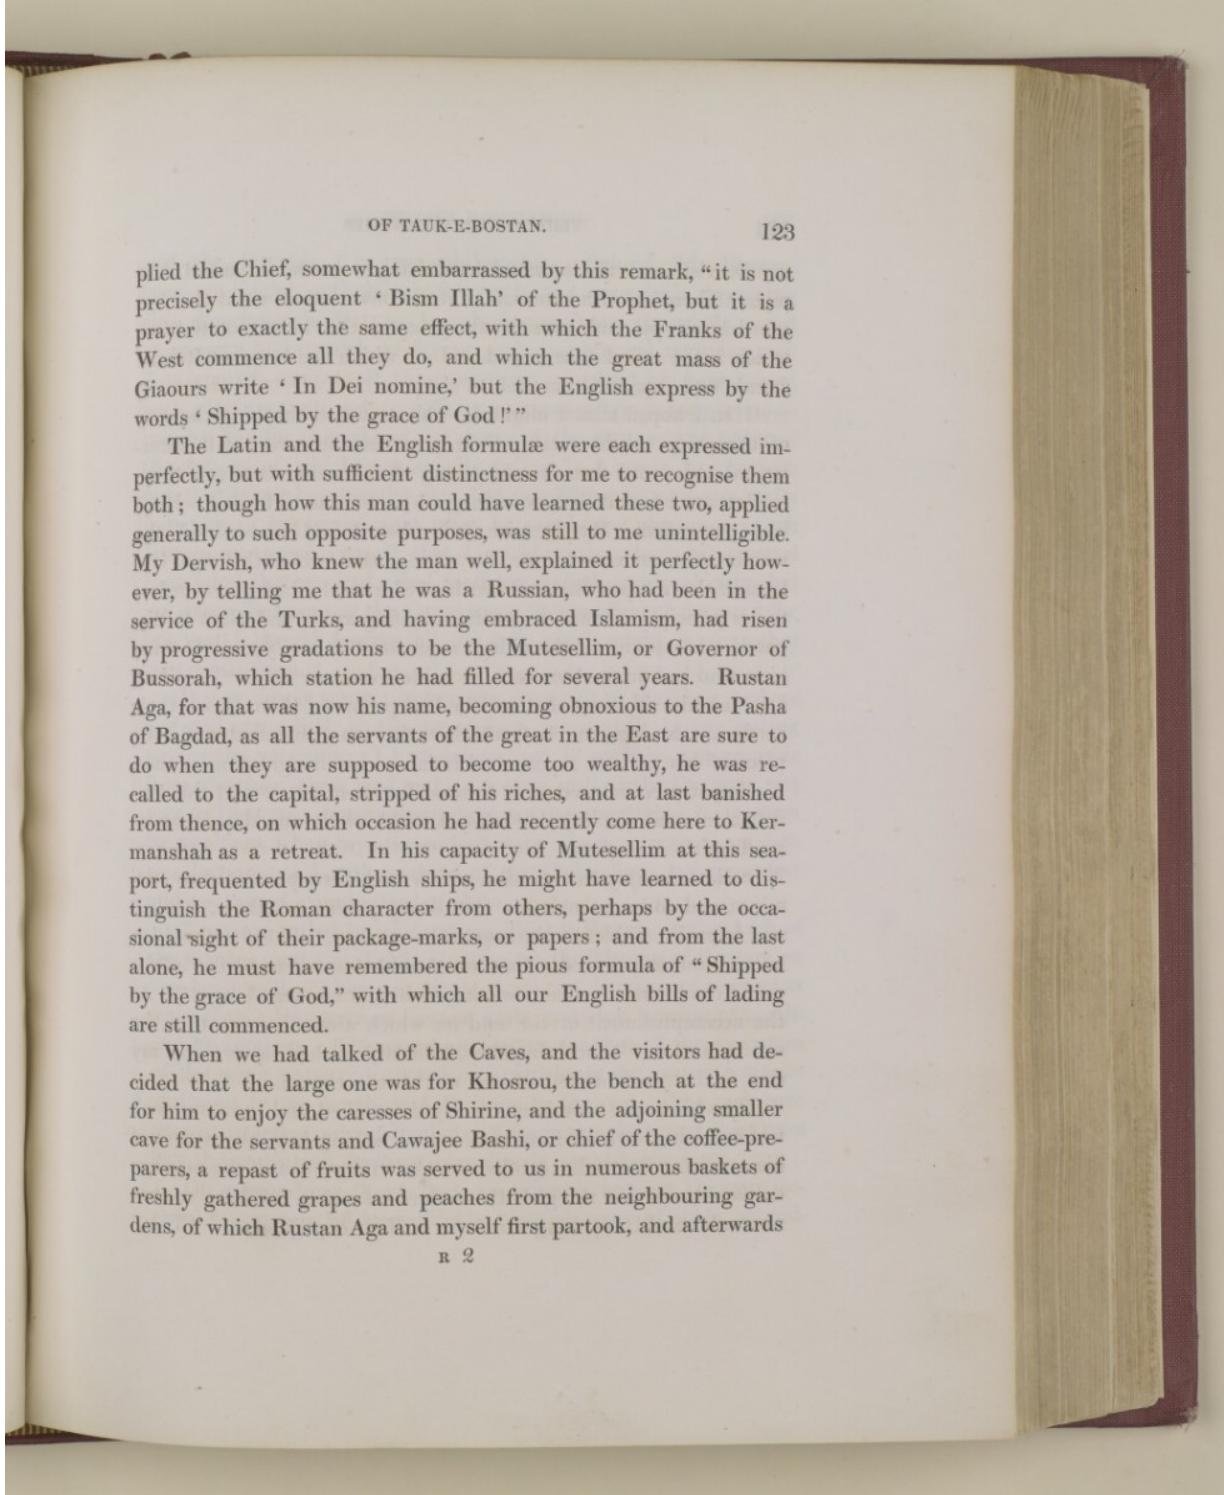 OF TAUK-E-BOSTAN. 123
plied the Chief, somewhat embarrassed by this remark, “it is not
precisely the eloquent ‘ Bism Illah’ of the Prophet, but it is a
prayer to exactly the same effect, with which the Franks of the
West commence all they do, and which the great mass of the
Giaours write ‘ In Dei nomine,’ but the English express by the
words ‘ Shipped by the grace of God !’ ”
The Latin and the English formulæ were each expressed im-
perfectly, but with sufficient distinctness for me to recognise them
both ; though how this man could have learned these two, applied
generally to such opposite purposes, was still to me unintelligible.
My Dervish, who knew the man well, explained it perfectly how-
ever, by telling me that he was a Russian, who had been in the
service of the Turks, and having embraced Islamism, had risen
by progressive gradations to be the Mutesellim, or Governor of
Bussorah, which station he had filled for several years. Rustan
Aga, for that was now his name, becoming obnoxious to the Pasha
of Bagdad, as all the servants of the great in the East are sure to
do when they are supposed to become too wealthy, he was re-
called to the capital, stripped of his riches, and at last banished
from thence, on which occasion he had recently come here to Ker-
manshah as a retreat. In his capacity of Mutesellim at this sea-
port, frequented by English ships, he might have learned to dis-
tinguish the Roman character from others, perhaps by the occa-
sional sight of their package-marks, or papers ; and from the last
alone, he must have remembered the pious formula of “ Shipped
by the grace of God,” with which all our English bills of lading
are still commenced.
When we had talked of the Caves, and the visitors had de-
cided that the large one was for Khosrou, the bench at the end
for him to enjoy the caresses of Shirine, and the adjoining smaller
cave for the servants and Cawajee Bashi, or chief of the coffee-pre-
parers, a repast of fruits was served to us in numerous baskets of
freshly gathered grapes and peaches from the neighbouring gar-
dens, of which Rustan Aga and myself first partook, and afterwards
R 2